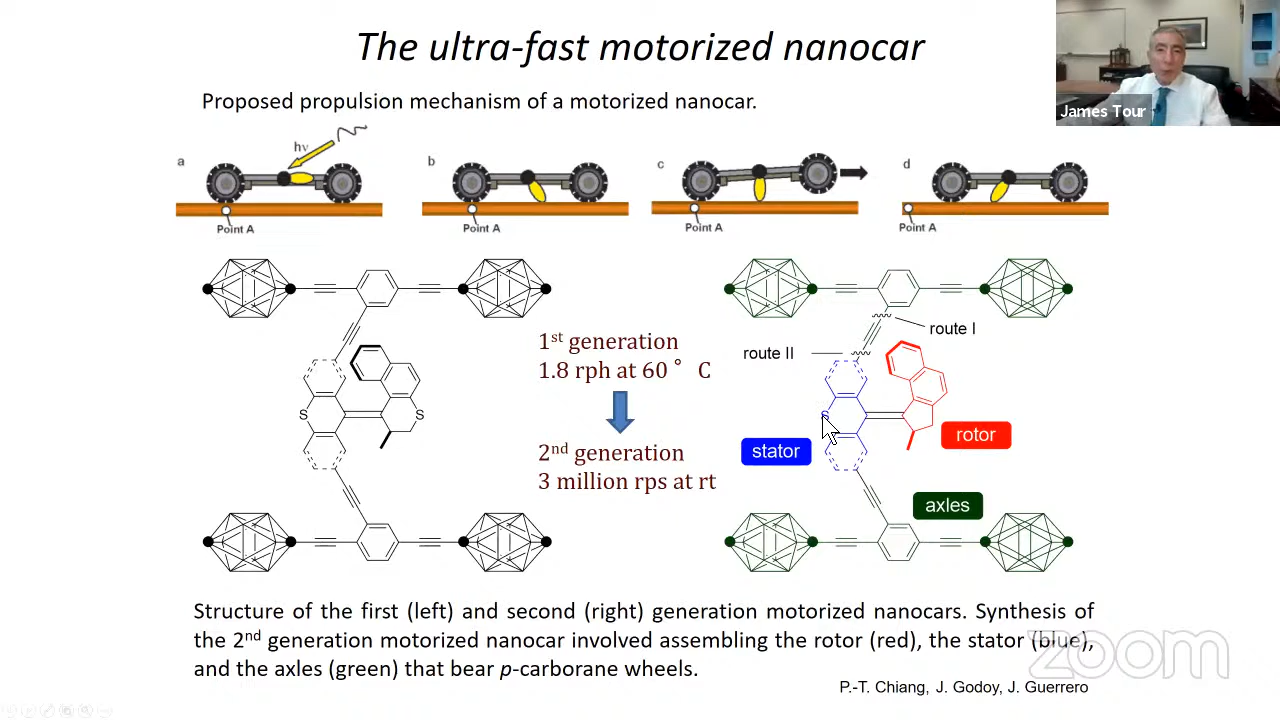 The ultra-fast motorized nanocar
James Tour
Proposed propulsion mechanism of a motorized nanocar.
a
hν
b
c
d
Point A
Point A
Point A
Point A
1st generation
1.8 rph at 60 ° C
2nd generation
3 million rps at rt
S
S
route I
route II
S
rotor
stator
axles
Structure of the first (left) and second (right) generation motorized nanocars. Synthesis of
the 2nd generation motorized nanocar involved assembling the rotor (red), the stator (blue),
and the axles (green) that bear p-carborane wheels.
zoom
P.-T. Chiang, J. Godoy, J. Guerrero